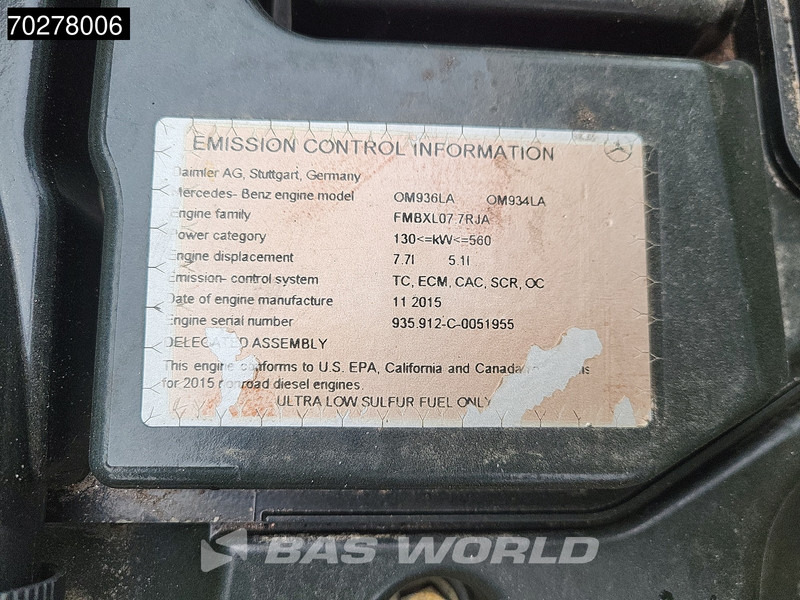 70278006
EMISSION CONTROL INFORMATION
Daimler AG, Stuttgart, Germany
Mercedes- Benz engine model OM936LA OM934LA
Engine family FMBXL07.7RJA
Power category 130<=kW<=560
Engine displacement 7.7l 5.1l
Emission- control system TC, ECM, CAC, SCR, OC
Date of engine manufacture 11 2015
Engine serial number 935.912-C-0051955
DELEGATED ASSEMBLY
This engine conforms to U.S. EPA, California and Canada
for 2015 nonroad diesel engines.
ULTRA LOW SULFUR FUEL ONLY
BAS WORLD